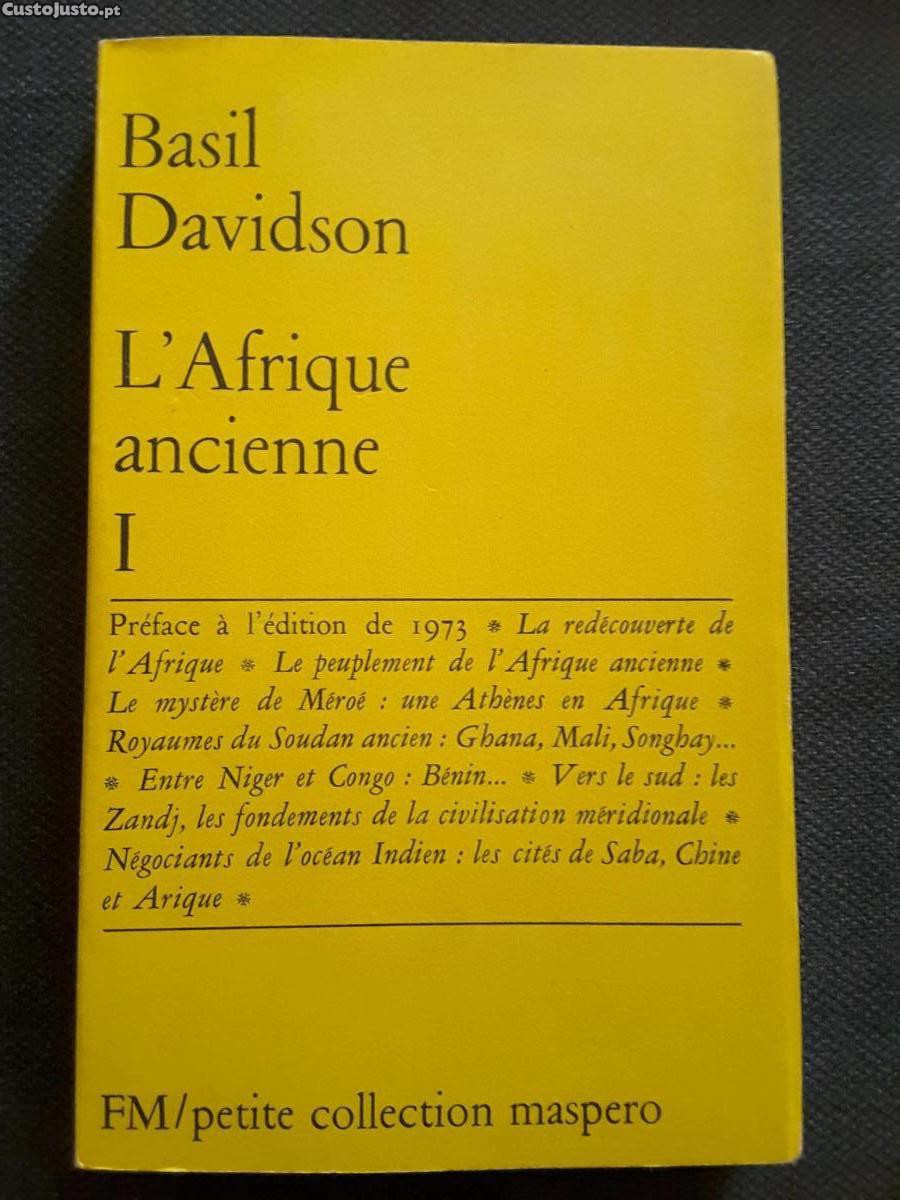 CustoJusto.pt
Basil
Davidson
L'Afrique
ancienne
I
Préface à l'édition de 1973 * La redécouverte de
l'Afrique * Le peuplement de l'Afrique ancienne *
Le mystère de Méroé : une Athènes en Afrique *
Royaumes du Soudan ancien : Ghana, Mali, Songhay...
* Entre Niger et Congo : Bénin... * Vers le sud : les
Zandj, les fondements de la civilisation méridionale *
Négociants de l'océan Indien : les cités de Saba, Chine
et Arique *
FM/petite collection maspero